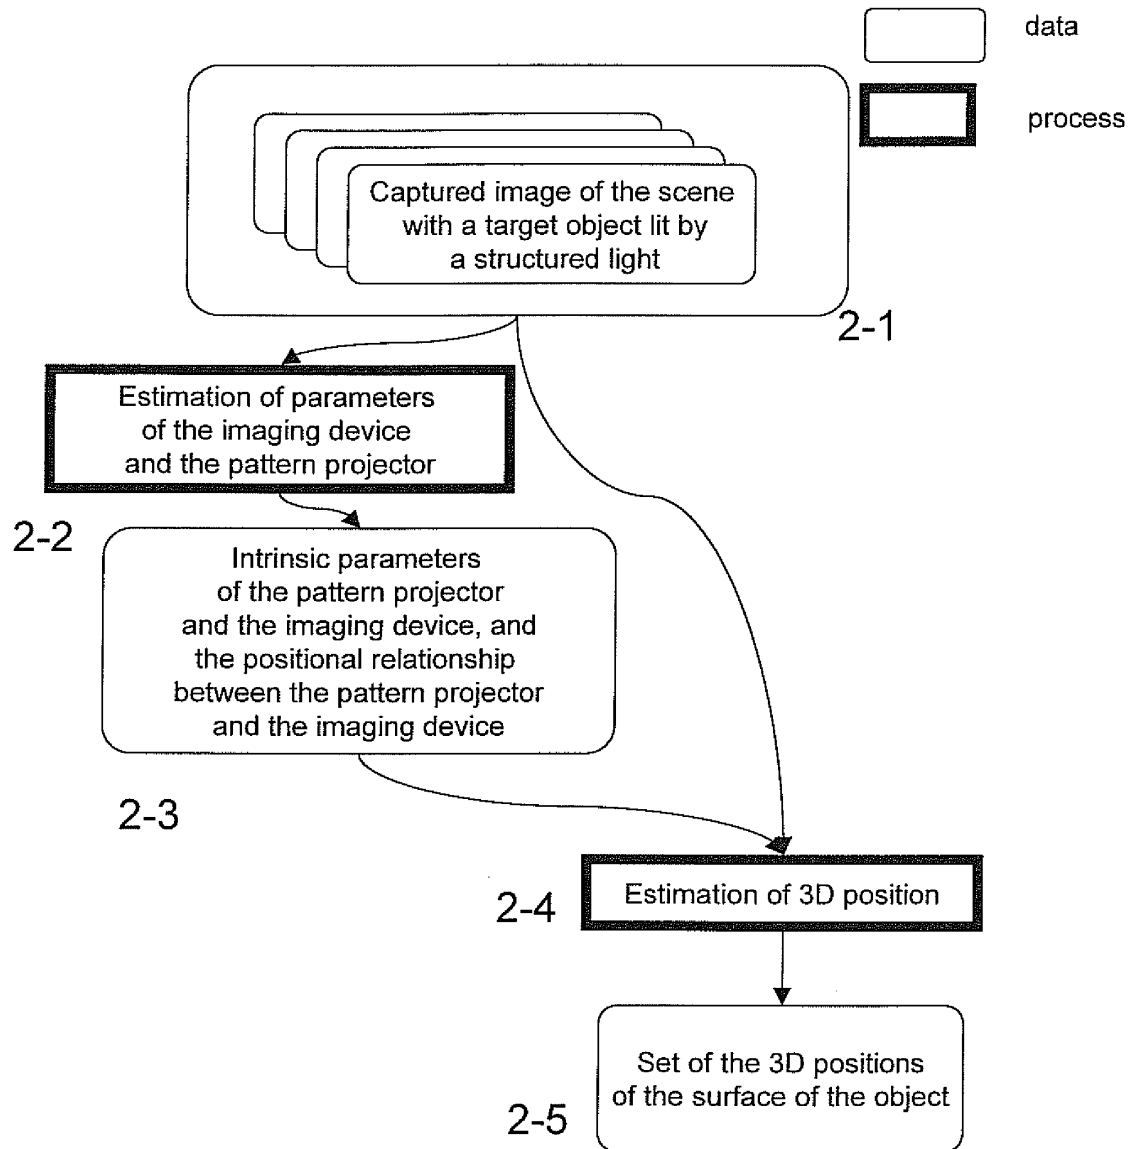 data
process
Captured image of the scene
with a target object lit by
a structured light
2-1
Estimation of parameters
of the imaging device
and the pattern projector
2-2
Intrinsic parameters
of the pattern projector
and the imaging device, and
the positional relationship
between the pattern projector
and the imaging device
2-3
2-4
Estimation of 3D position
Set of the 3D positions
of the surface of the object
2-5